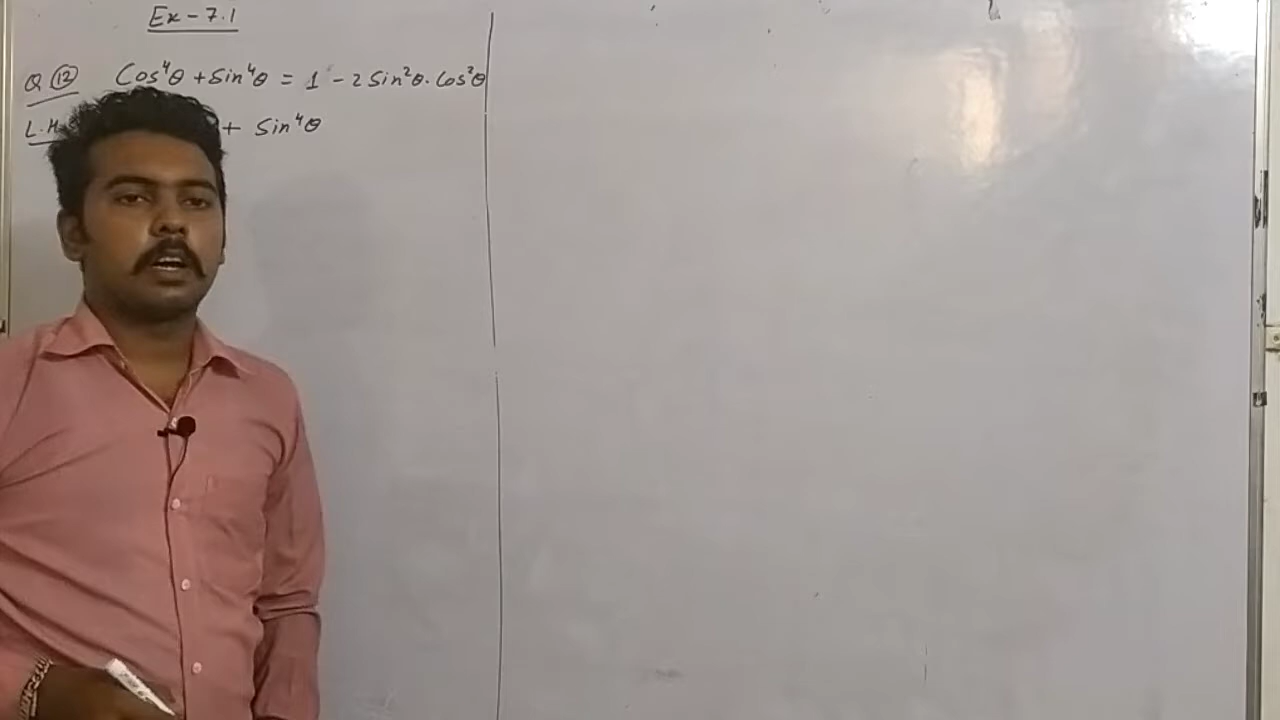 Ex - 7.1
Q. 12 Cos⁴θ + Sin⁴θ = 1 - 2 Sin²θ . Cos²θ
L.H + Sin⁴θ